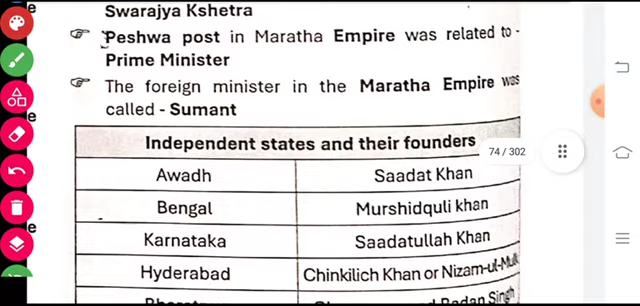 Swarajya Kshetra
Peshwa post in Maratha Empire was related to -
Prime Minister
The foreign minister in the Maratha Empire was
called - Sumant
Independent states and their founders
74 / 302
Awadh Saadat Khan
Bengal Murshidquli khan
Karnataka Saadatullah Khan
Hyderabad Chinkilich Khan or Nizam-ul-Mulk
Badan Singh